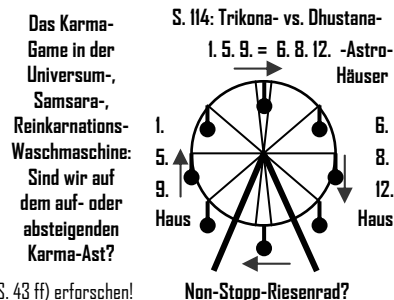 Das Karma-
Game in der
Universum-,
Samsara-,
Reinkarnations-
Waschmaschine:
Sind wir auf
dem auf- oder
absteigenden
Karma-Ast?
S. 43 ff) erforschen!
S. 114: Trikona- vs. Dhustana-
1. 5. 9. = 6. 8. 12. -Astro-
Häuser
1.
5.
9.
Haus
6.
8.
12.
Haus
Non-Stopp-Riesenrad?